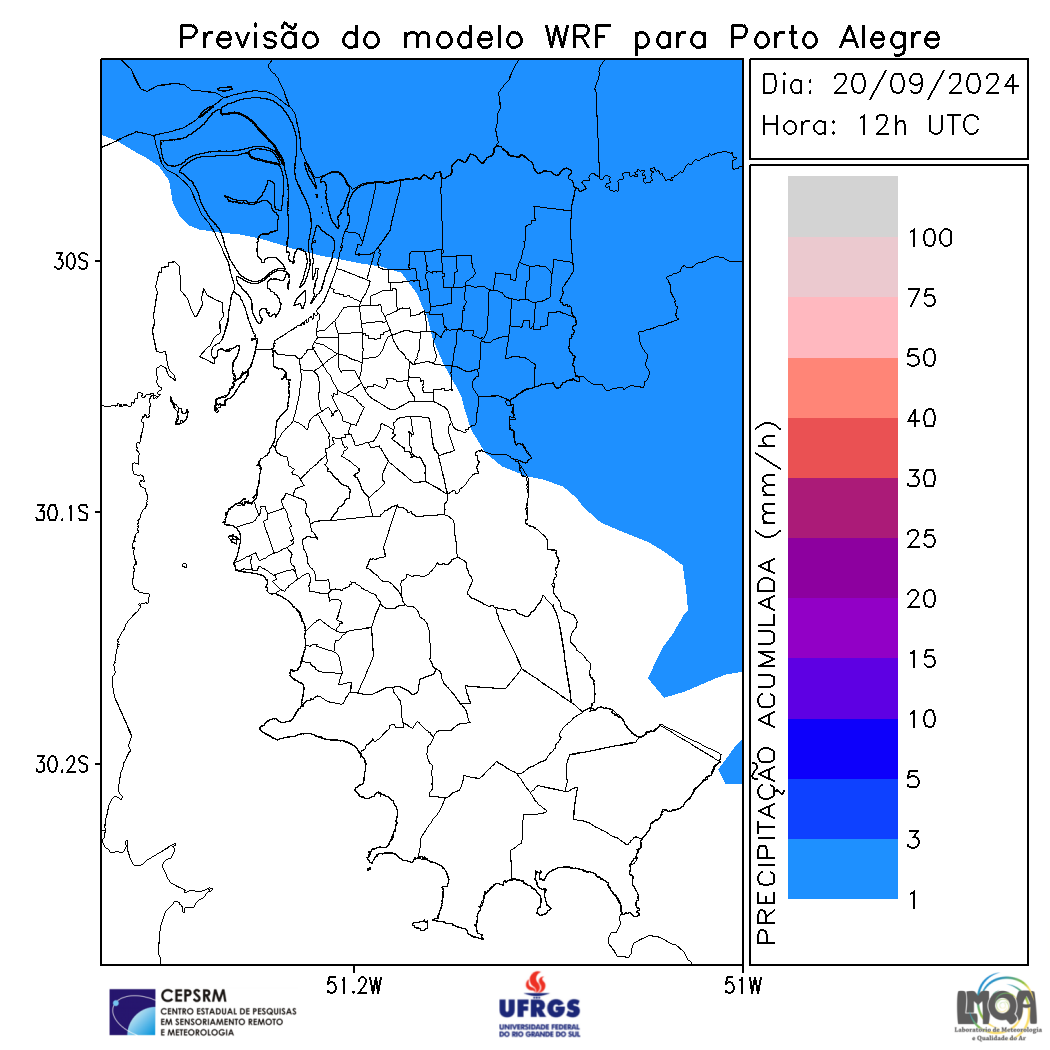 Previsão do modelo WRF para Porto Alegre
Dia: 20/09/2024
Hora: 12h UTC
30S
30.1S
30.2S
51.2W
51W
PRECIPITAÇÃO ACUMULADA (mm/h)
100
75
50
40
30
25
20
15
10
5
3
1
CEPSRM
CENTRO ESTADUAL DE PESQUISAS
EM SENSORIAMENTO REMOTO
E METEOROLOGIA
UFRGS
UNIVERSIDADE FEDERAL
DO RIO GRANDE DO SUL
LMQA
Laboratório de Meteorologia
e Qualidade do Ar